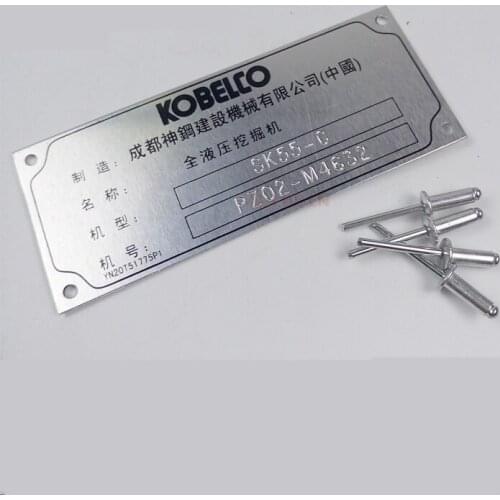 KOBELCO
制造: 成都神鋼建設機械有限公司(中國)
名称: 全液压挖掘机
机型: SK55-C
机号: PZ02-M4632
YN20T51775P1